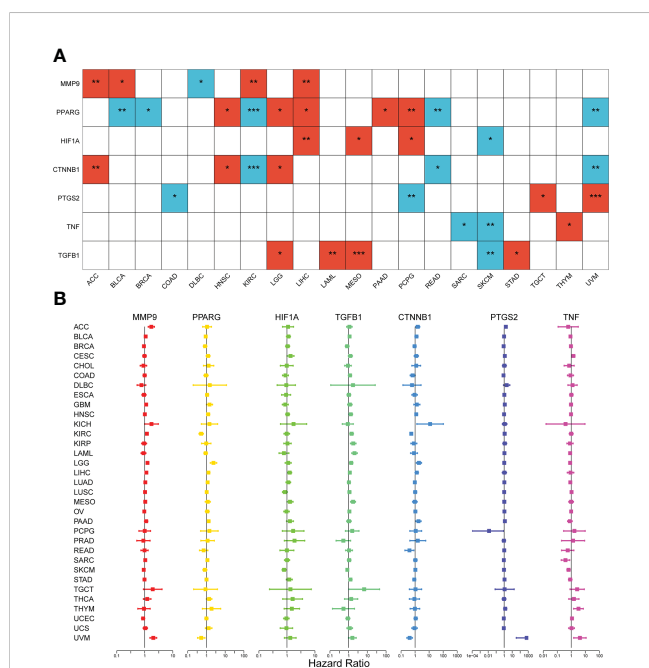 A
MMP9 ** * * ** **
PPARG ** * * *** * * * ** ** **
HIF1A ** * * *
CTNNB1 ** * *** * * **
PTGS2 * ** * ***
TNF * ** *
TGFB1 * ** *** ** *
ACC BLCA BRCA COAD DLBC HNSC KIRC LGG LIHC LAML MESO PAAD PCPG READ SARC SKCM STAD TGCT THYM UVM
B
MMP9 PPARG HIF1A TGFB1 CTNNB1 PTGS2 TNF
ACC
BLCA
BRCA
CESC
CHOL
COAD
DLBC
ESCA
GBM
HNSC
KICH
KIRC
KIRP
LAML
LGG
LIHC
LUAD
LUSC
MESO
OV
PAAD
PCPG
PRAD
READ
SARC
SKCM
STAD
TGCT
THCA
THYM
UCEC
UCS
UVM
Hazard Ratio